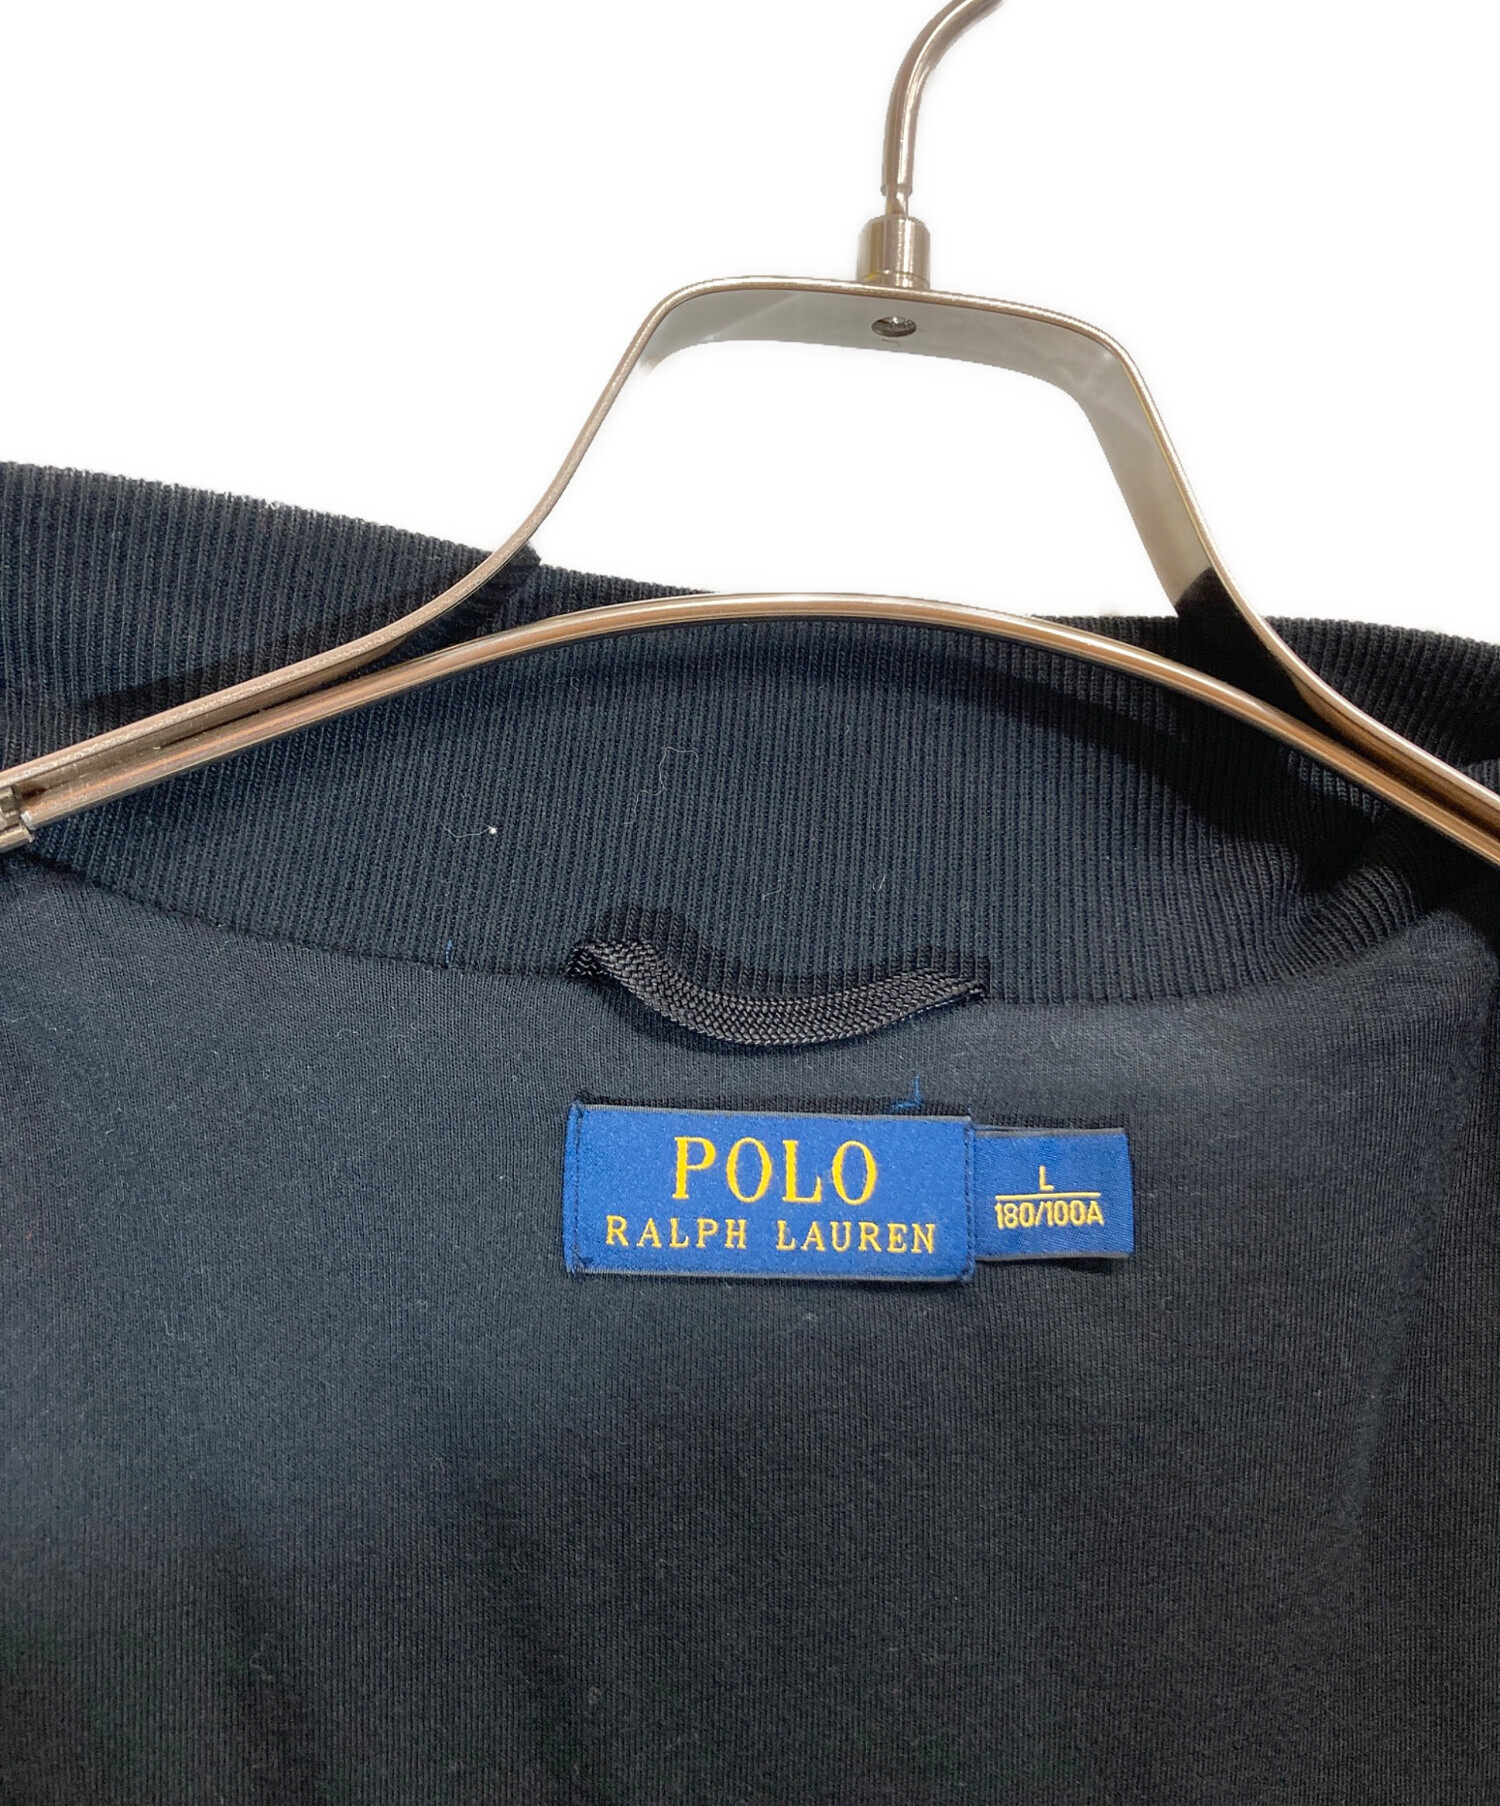 POLO
RALPH LAUREN
L
180/100A